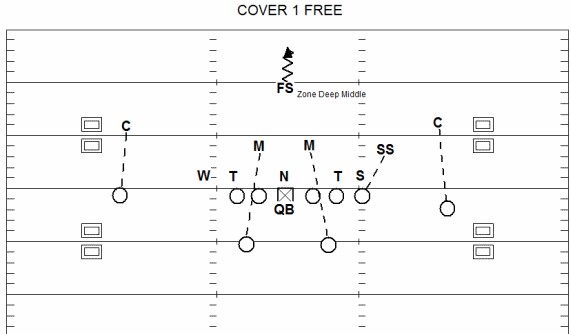 COVER 1 FREE
FS Zone Deep Middle
C C
M M SS
W T N T S
QB